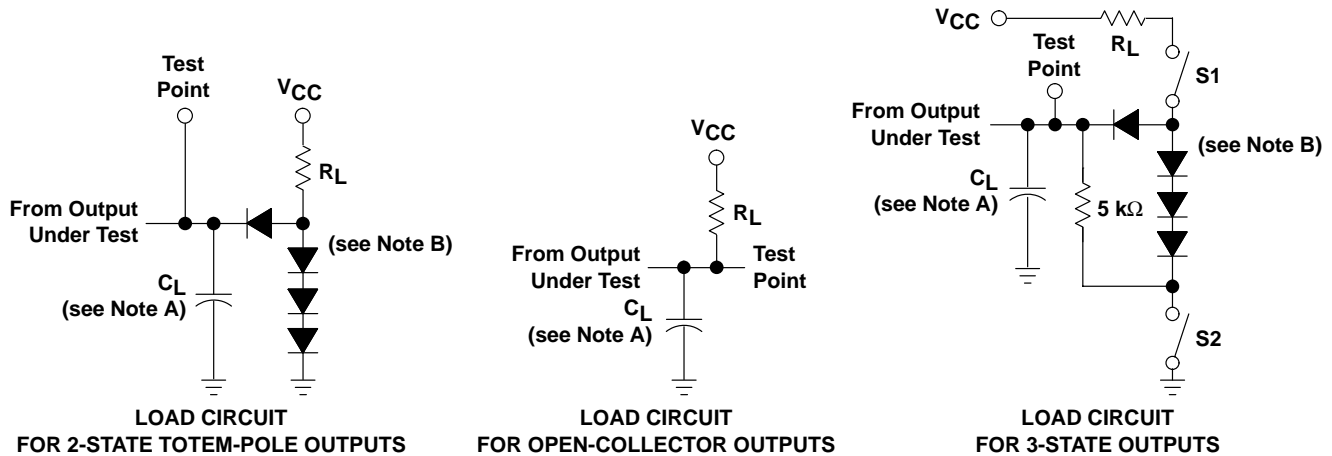 Test
Point
VCC
RL
From Output
Under Test
(see Note B)
CL
(see Note A)
LOAD CIRCUIT
FOR 2-STATE TOTEM-POLE OUTPUTS
VCC
RL
From Output
Under Test
Test
Point
CL
(see Note A)
LOAD CIRCUIT
FOR OPEN-COLLECTOR OUTPUTS
VCC
RL
Test
Point
S1
From Output
Under Test
(see Note B)
CL
(see Note A)
5 kΩ
S2
LOAD CIRCUIT
FOR 3-STATE OUTPUTS